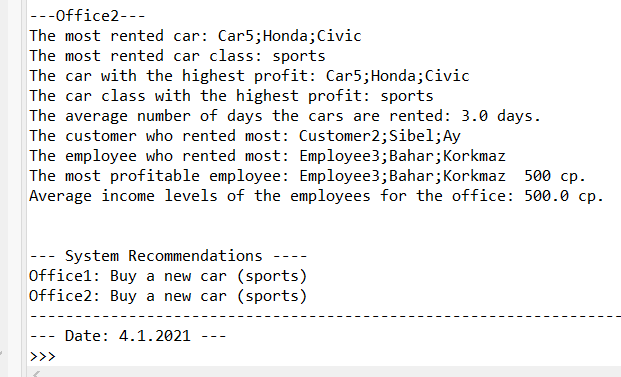 ---Office2---
The most rented car: Car5;Honda;Civic
The most rented car class: sports
The car with the highest profit: Car5;Honda;Civic
The car class with the highest profit: sports
The average number of days the cars are rented: 3.0 days.
The customer who rented most: Customer2;Sibel;Ay
The employee who rented most: Employee3;Bahar;Korkmaz
The most profitable employee: Employee3;Bahar;Korkmaz  500 cp.
Average income levels of the employees for the office: 500.0 cp.
--- System Recommendations ----
Office1: Buy a new car (sports)
Office2: Buy a new car (sports)
--------------------------------------------------------------------
--- Date: 4.1.2021 ---
>>>